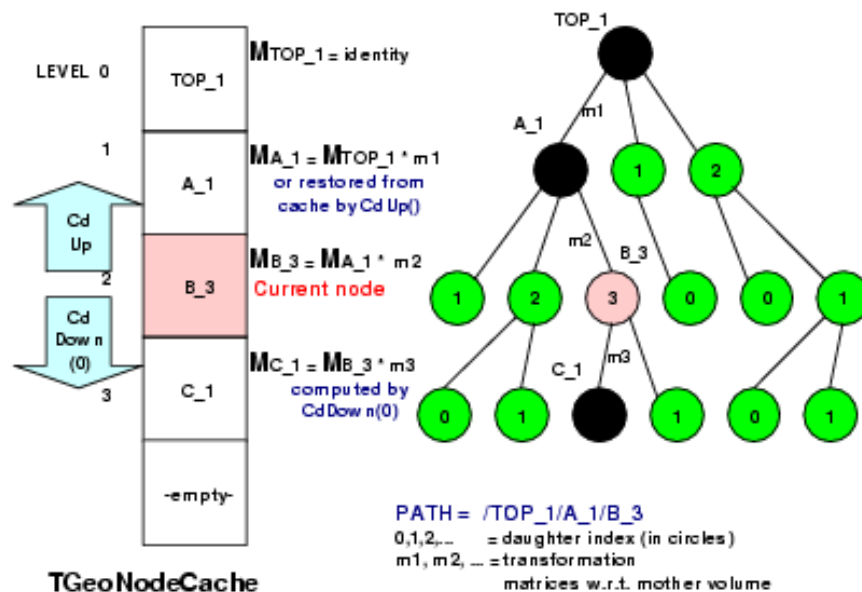 LEVEL 0
TOP_1
MTOP_1 = identity
1
A_1
MA_1 = MTOP_1 * m1
or restored from
cache by CdUp()
Cd
Up
2
B_3
MB_3 = MA_1 * m2
Current node
Cd
Down
(0)
3
C_1
MC_1 = MB_3 * m3
computed by
CdDown(0)
-empty-
TGeoNodeCache
TOP_1
m1
A_1
1
2
m2
B_3
1
2
3
0
0
1
C_1
m3
0
1
1
0
1
PATH = /TOP_1/A_1/B_3
0,1,2,... = daughter index (in circles)
m1, m2, ... = transformation
matrices w.r.t. mother volume